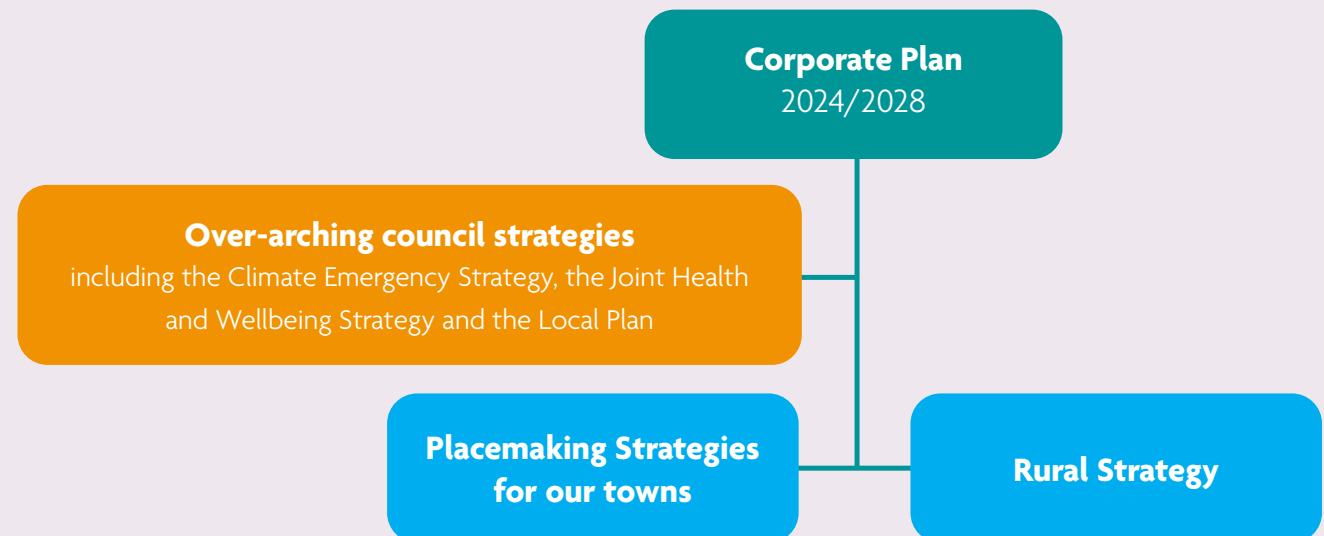 Corporate Plan
2024/2028
Over-arching council strategies
including the Climate Emergency Strategy, the Joint Health
and Wellbeing Strategy and the Local Plan
Placemaking Strategies
for our towns
Rural Strategy